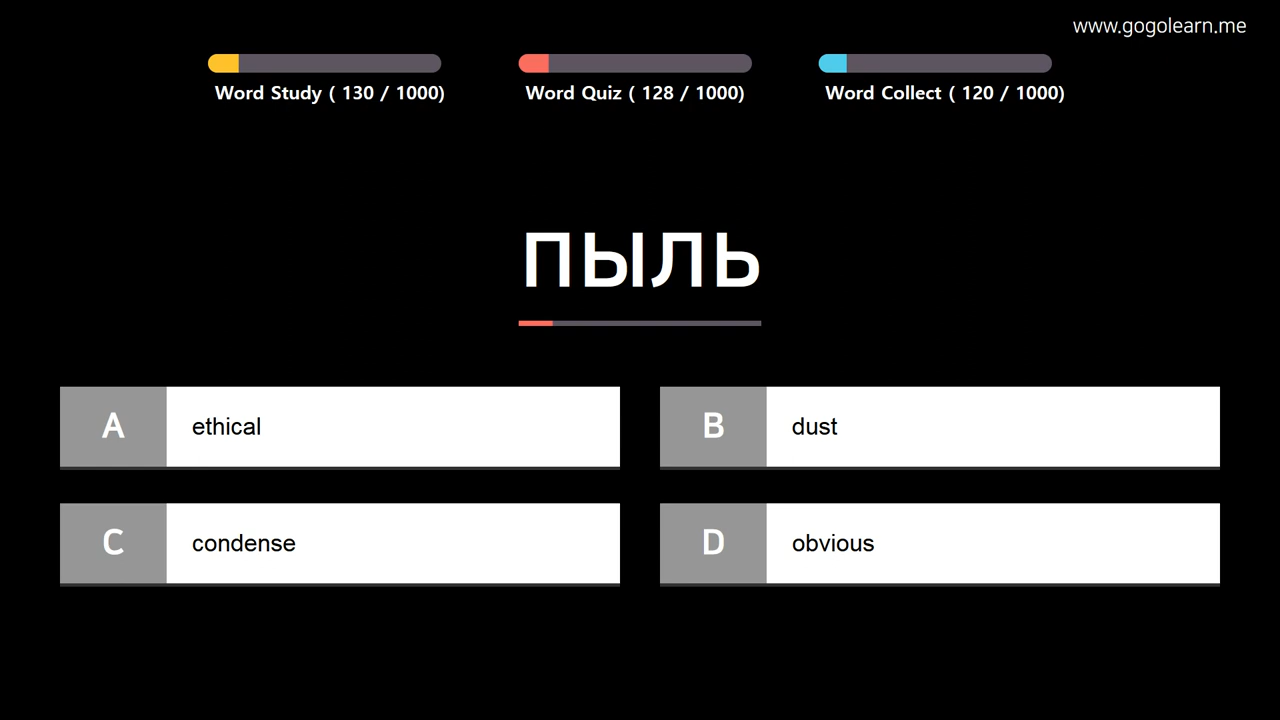 www.gogolearn.me
Word Study ( 130 / 1000)
Word Quiz ( 128 / 1000)
Word Collect ( 120 / 1000)
пыль
A ethical
B dust
C condense
D obvious